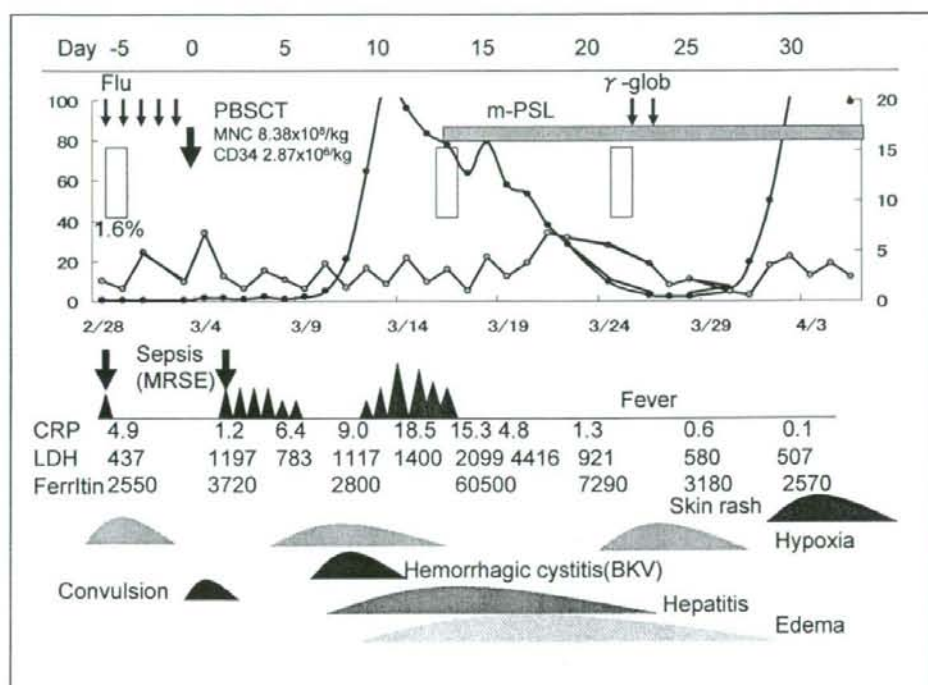 Day -5 0 5 10 15 20 25 30
Flu
γ-glob
100
PBSCT
m-PSL
20
MNC 8.38x10⁸/kg
80
CD34 2.87x10⁶/kg
15
60
10
40
1.6%
20
5
0
0
2/28 3/4 3/9 3/14 3/19 3/24 3/29 4/3
Sepsis
(MRSE)
Fever
CRP 4.9 1.2 6.4 9.0 18.5 15.3 4.8 1.3 0.6 0.1
LDH 437 1197 783 1117 1400 2099 4416 921 580 507
FerrItin 2550 3720 2800 60500 7290 3180 2570
Skin rash
Hypoxia
Hemorrhagic cystitis(BKV)
Convulsion
Hepatitis
Edema